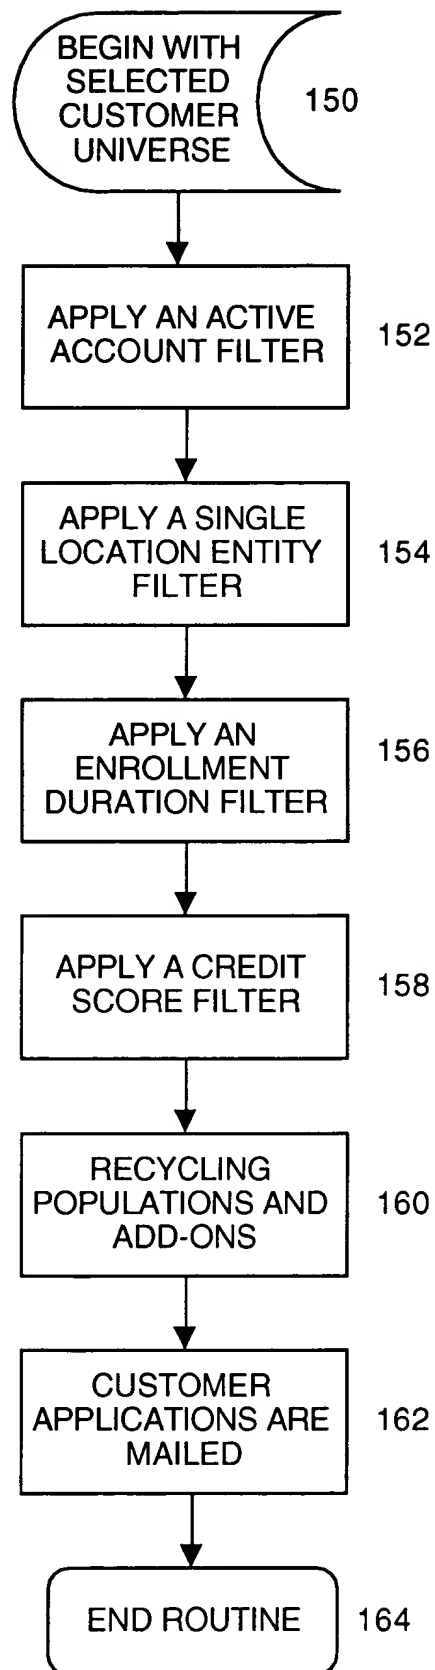 BEGIN WITH
SELECTED
CUSTOMER
UNIVERSE
150
APPLY AN ACTIVE
ACCOUNT FILTER
152
APPLY A SINGLE
LOCATION ENTITY
FILTER
154
APPLY AN
ENROLLMENT
DURATION FILTER
156
APPLY A CREDIT
SCORE FILTER
158
RECYCLING
POPULATIONS AND
ADD-ONS
160
CUSTOMER
APPLICATIONS ARE
MAILED
162
END ROUTINE
164